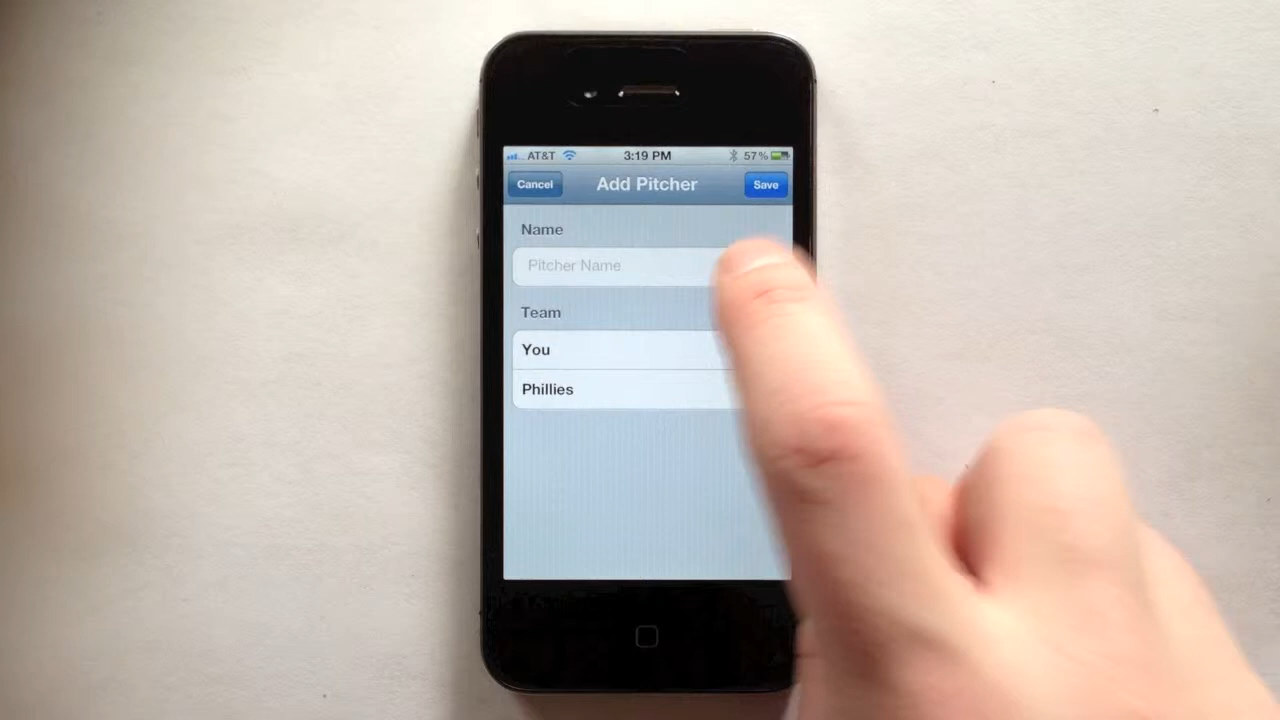 AT&T 3:19 PM 57%
Cancel Add Pitcher Save
Name
Pitcher Name
Team
You
Phillies